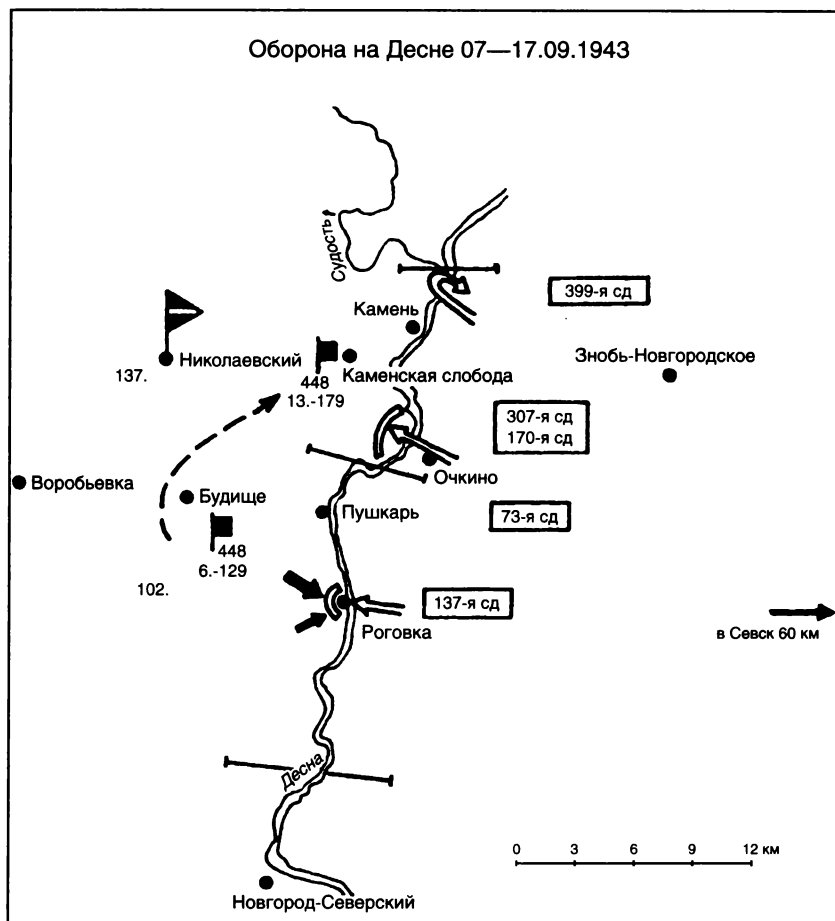 Оборона на Десне 07—17.09.1943
Судость
399-я сд
Камень
Николаевский
137.
Знобь-Новгородское
Каменская слобода
448
13.-179
307-я сд
170-я сд
Очкино
Воробьевка
Будище
Пушкарь
73-я сд
448
6.-129
102.
137-я сд
Роговка
в Севск 60 км
Десна
0 3 6 9 12 км
Новгород-Северский